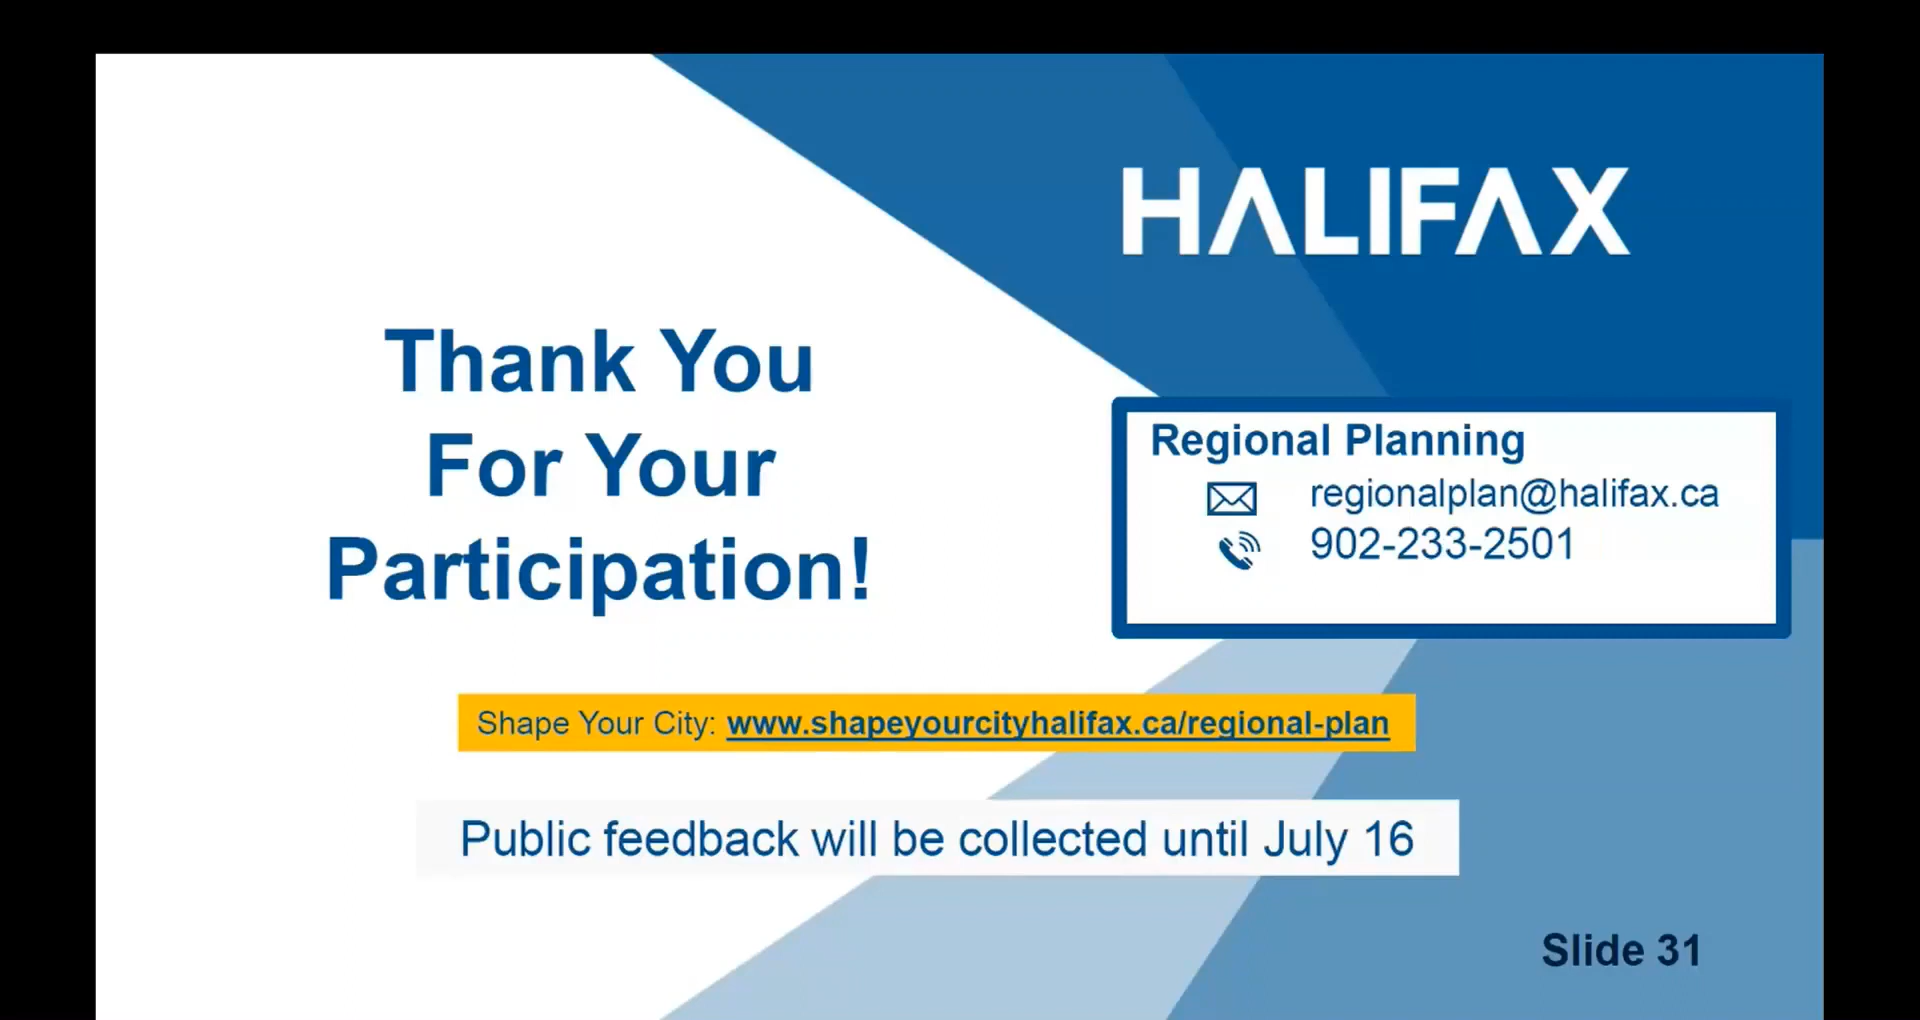 HALIFAX
Thank You
For Your
Participation!
Regional Planning
regionalplan@halifax.ca
902-233-2501
Shape Your City: www.shapeyourcityhalifax.ca/regional-plan
Public feedback will be collected until July 16
Slide 31